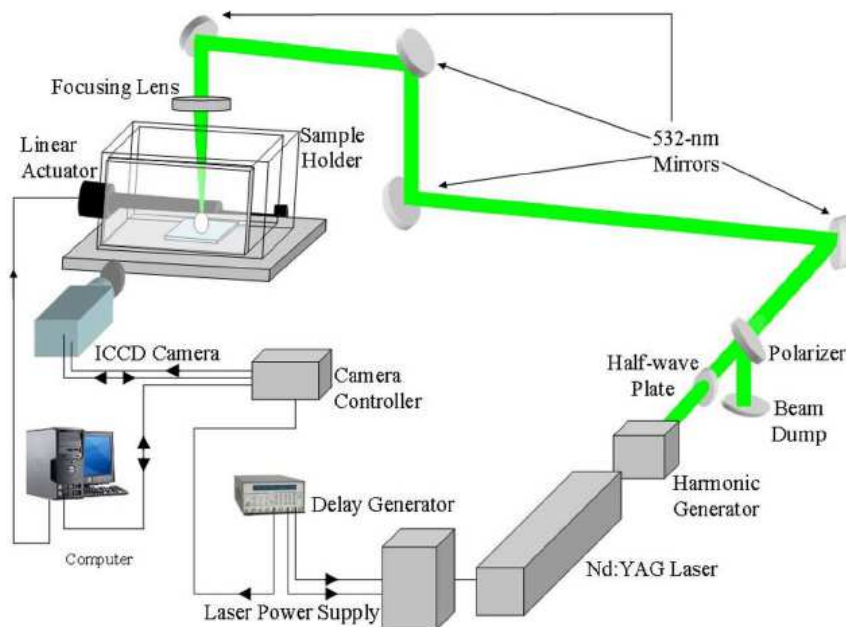 Focusing Lens
Linear
Actuator
Sample
Holder
532-nm
Mirrors
ICCD Camera
Camera
Controller
Half-wave
Plate
Polarizer
Beam
Dump
Harmonic
Generator
Delay Generator
Computer
Nd:YAG Laser
Laser Power Supply